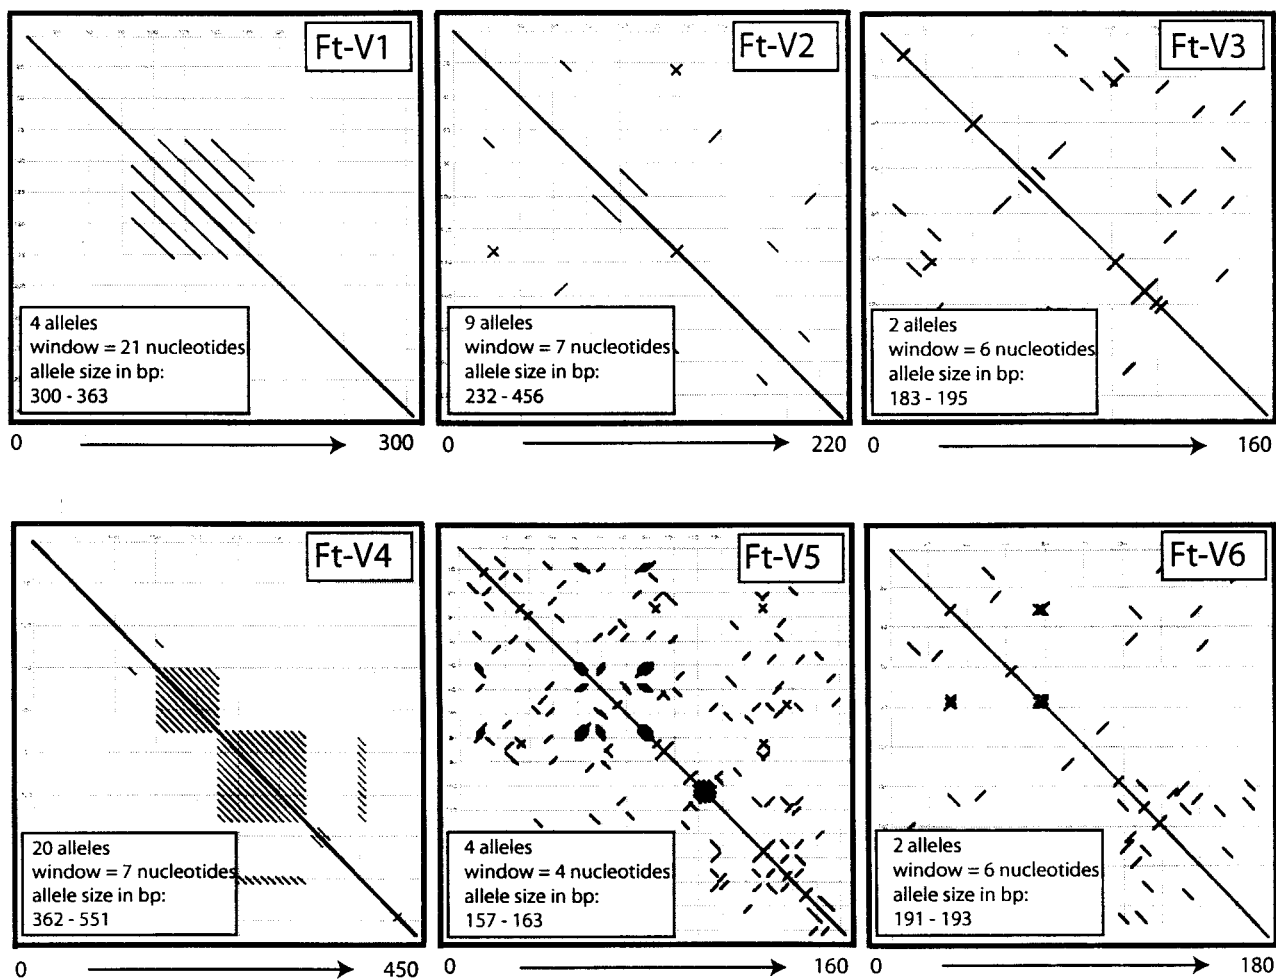 Ft-V1
4 alleles
window = 21 nucleotides
allele size in bp:
300 - 363
0
300
Ft-V2
9 alleles
window = 7 nucleotides
allele size in bp:
232 - 456
0
220
Ft-V3
2 alleles
window = 6 nucleotides
allele size in bp:
183 - 195
0
160
Ft-V4
20 alleles
window = 7 nucleotides
allele size in bp:
362 - 551
0
450
Ft-V5
4 alleles
window = 4 nucleotides
allele size in bp:
157 - 163
0
160
Ft-V6
2 alleles
window = 6 nucleotides
allele size in bp:
191 - 193
0
180